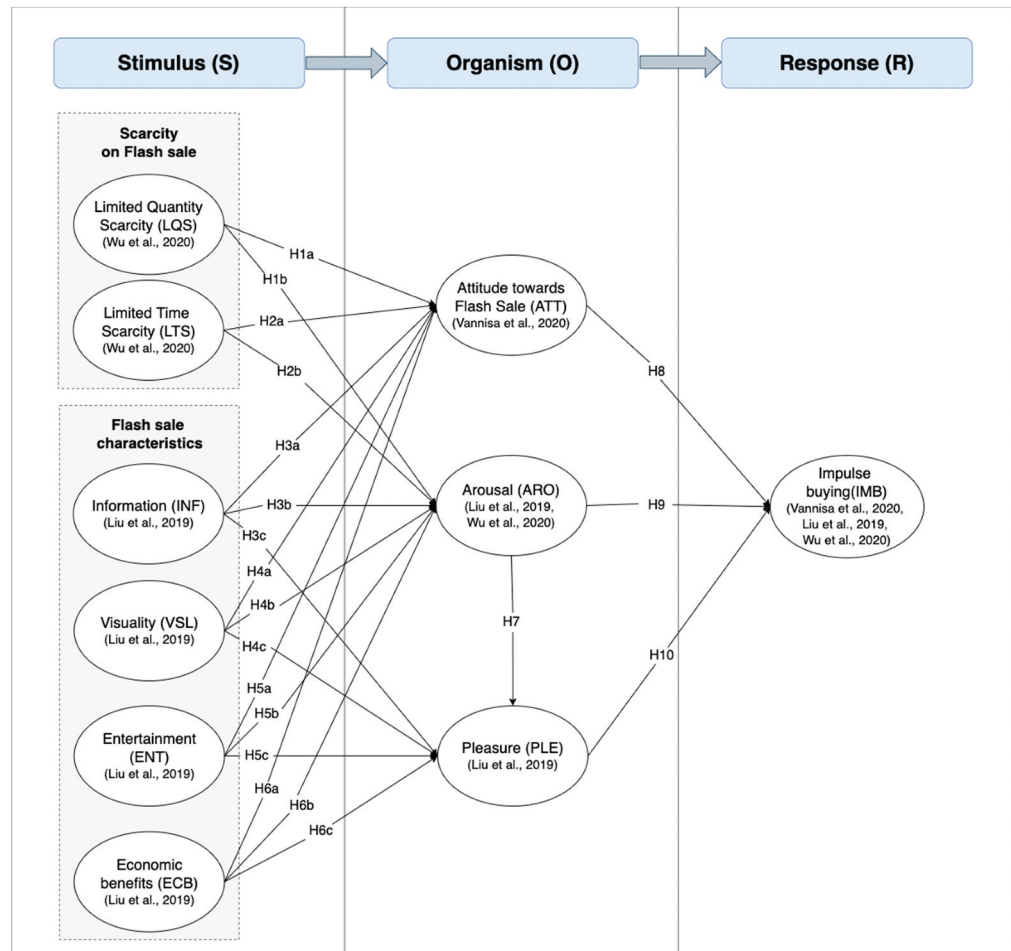 Stimulus (S)
Organism (O)
Response (R)
Scarcity
on Flash sale
Limited Quantity
Scarcity (LQS)
(Wu et al., 2020)
Limited Time
Scarcity (LTS)
(Wu et al., 2020)
Flash sale
characteristics
Information (INF)
(Liu et al., 2019)
Visuality (VSL)
(Liu et al., 2019)
Entertainment
(ENT)
(Liu et al., 2019)
Economic
benefits (ECB)
(Liu et al., 2019)
H1a
H1b
H2a
H2b
H3a
H3b
H3c
H4a
H4b
H4c
H5a
H5b
H5c
H6a
H6b
H6c
Attitude towards
Flash Sale (ATT)
(Vannisa et al., 2020)
Arousal (ARO)
(Liu et al., 2019,
Wu et al., 2020)
H7
Pleasure (PLE)
(Liu et al., 2019)
H8
H9
H10
Impulse
buying(IMB)
(Vannisa et al., 2020,
Liu et al., 2019,
Wu et al., 2020)